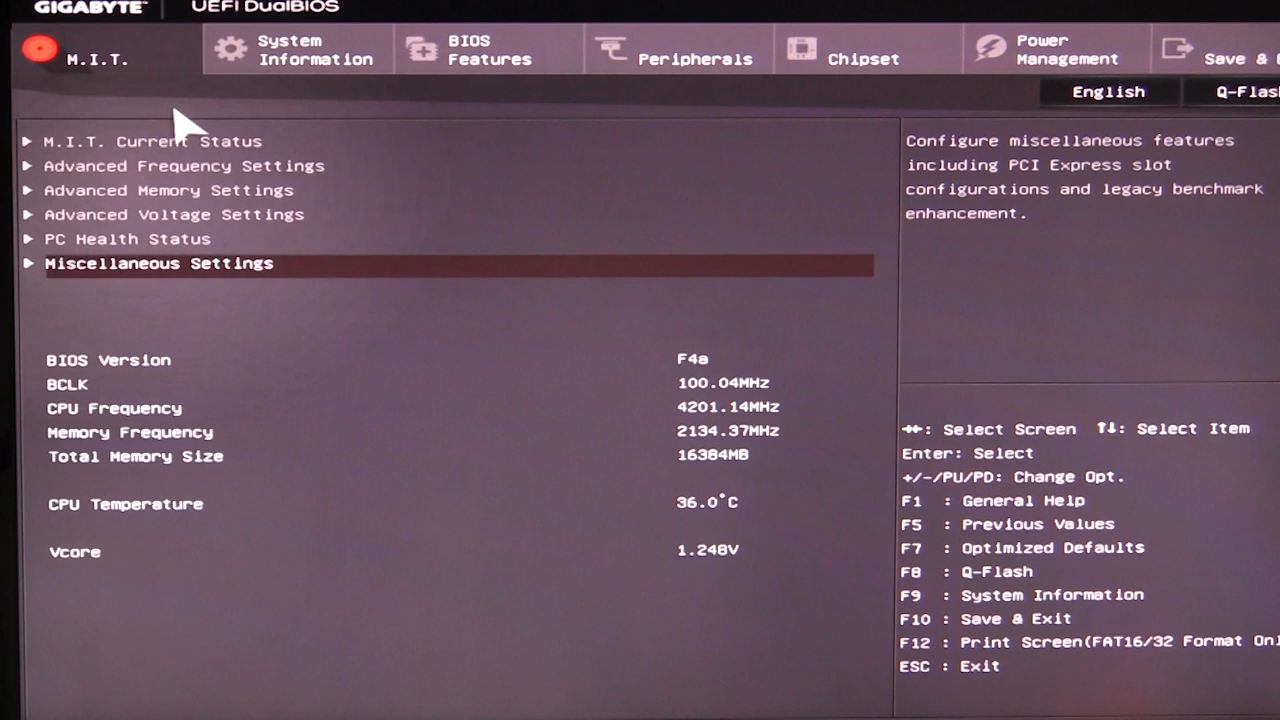 GIGABYTE UEFI DualBIOS
M.I.T.
System
Information
BIOS
Features
Peripherals
Chipset
Power
Management
Save &
English
M.I.T. Current Status
Advanced Frequency Settings
Advanced Memory Settings
Advanced Voltage Settings
PC Health Status
Miscellaneous Settings
BIOS Version F4a
BCLK 100.04MHz
CPU Frequency 4201.14MHz
Memory Frequency 2134.37MHz
Total Memory Size 16384MB
CPU Temperature 36.0°C
Vcore 1.248V
Configure miscellaneous features
including PCI Express slot
configurations and legacy benchmark
enhancement.
→←: Select Screen ↑↓: Select Item
Enter: Select
+/-/PU/PD: Change Opt.
F1 : General Help
F5 : Previous Values
F7 : Optimized Defaults
F8 : Q-Flash
F9 : System Information
F10 : Save & Exit
F12 : Print Screen(FAT16/32 Format
ESC : Exit